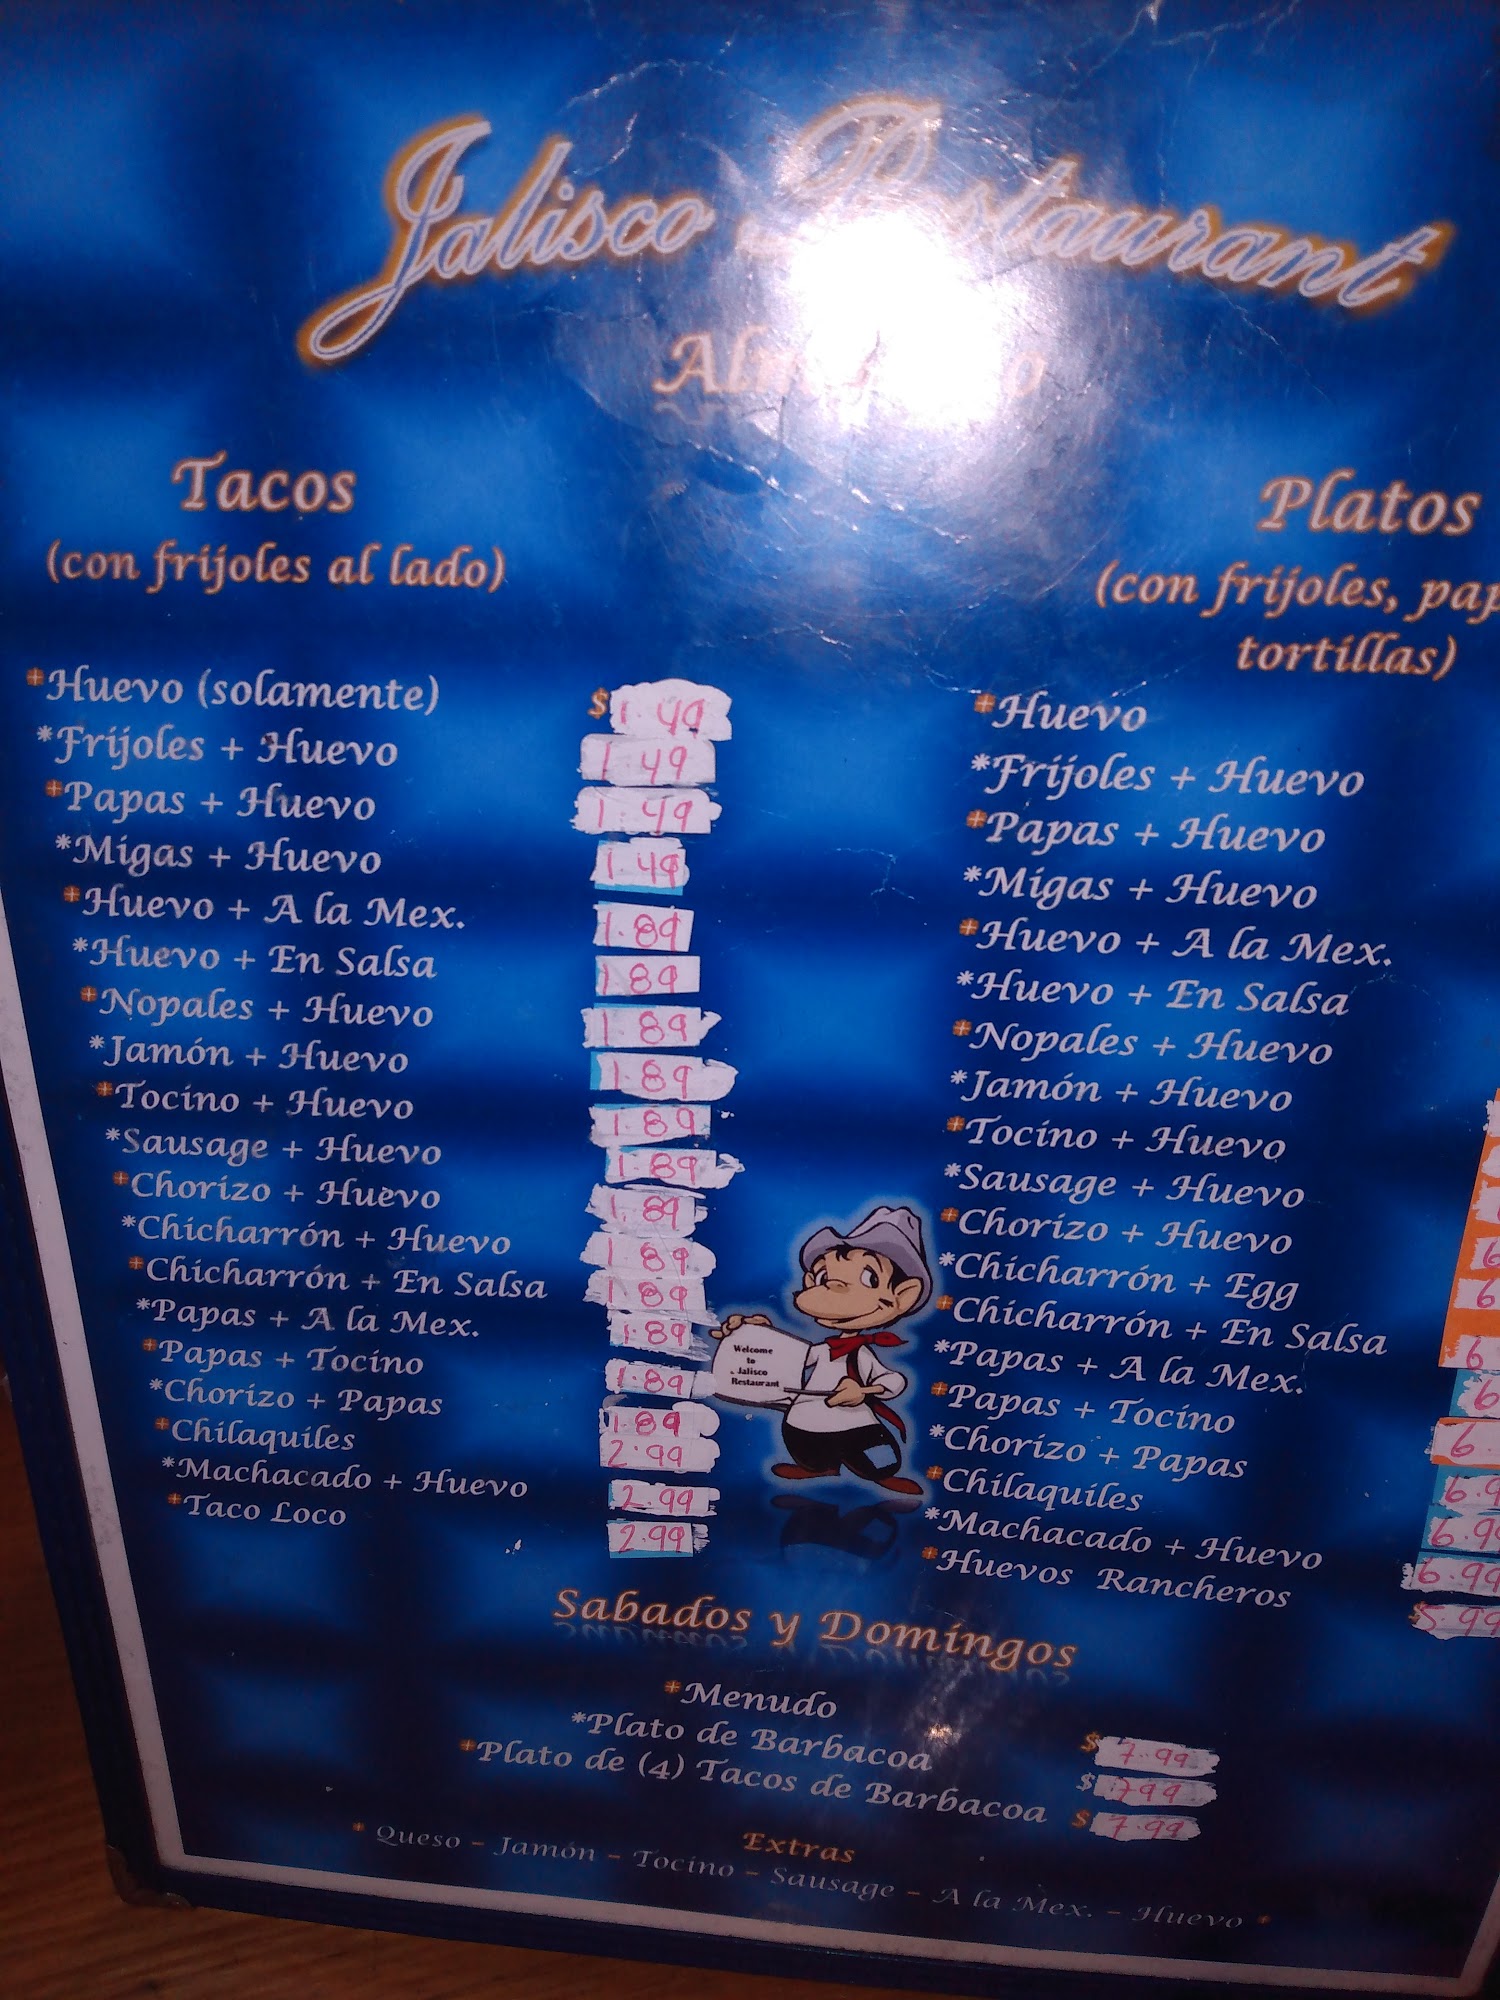 Jalisco Restaurant
Tacos
(con frijoles al lado)
*Huevo (solamente) $ 1.49
*Frijoles + Huevo 1.49
*Papas + Huevo 1.49
*Migas + Huevo 1.49
*Huevo + A la Mex. 1.89
*Huevo + En Salsa 1.89
*Nopales + Huevo 1.89
*Jamón + Huevo 1.89
*Tocino + Huevo 1.89
*Sausage + Huevo 1.89
*Chorizo + Huevo 1.89
*Chicharrón + Huevo 1.89
*Chicharrón + En Salsa 1.89
*Papas + A la Mex. 1.89
*Papas + Tocino 1.89
*Chorizo + Papas 1.89
*Chilaquiles 2.99
*Machacado + Huevo 2.99
*Taco Loco 2.99
Welcome
to
Jalisco
Restaurant
Platos
(con frijoles,
tortillas)
*Huevo
*Frijoles + Huevo
*Papas + Huevo
*Migas + Huevo
*Huevo + A la Mex.
*Huevo + En Salsa
*Nopales + Huevo
*Jamón + Huevo
*Tocino + Huevo
*Sausage + Huevo
*Chorizo + Huevo
*Chicharrón + Egg
*Chicharrón + En Salsa
*Papas + A la Mex.
*Papas + Tocino
*Chorizo + Papas
*Chilaquiles
*Machacado + Huevo 6.99
*Huevos Rancheros $5.99
Sabados y Domingos
*Menudo $ 7.99
*Plato de Barbacoa $ 7.99
*Plato de (4) Tacos de Barbacoa $ 7.99
Extras
* Queso - Jamón - Tocino - Sausage - A la Mex. - Huevo *